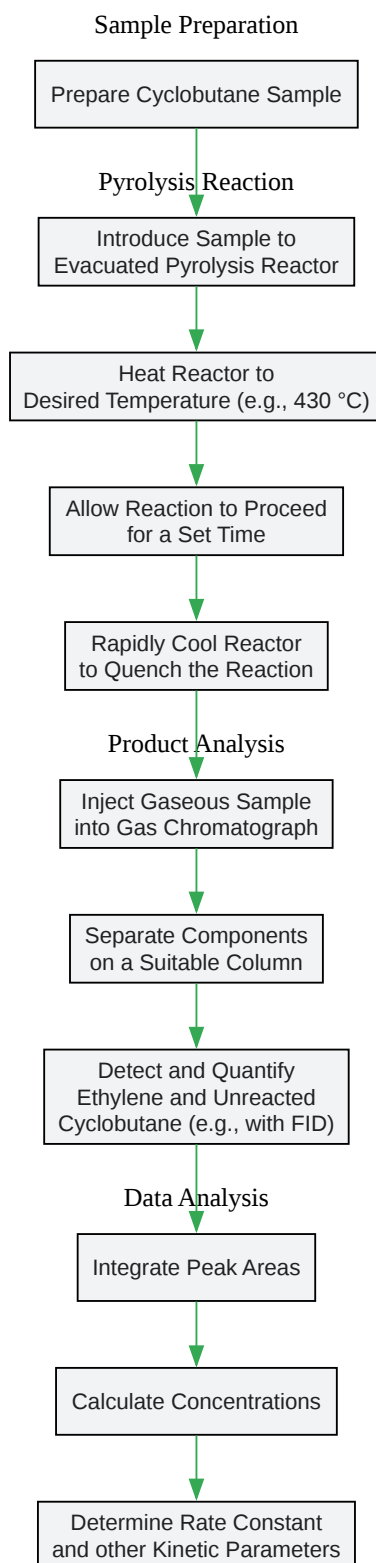 Sample Preparation
Prepare Cyclobutane Sample
Pyrolysis Reaction
Introduce Sample to
Evacuated Pyrolysis Reactor
Heat Reactor to
Desired Temperature (e.g., 430 °C)
Allow Reaction to Proceed
for a Set Time
Rapidly Cool Reactor
to Quench the Reaction
Product Analysis
Inject Gaseous Sample
into Gas Chromatograph
Separate Components
on a Suitable Column
Detect and Quantify
Ethylene and Unreacted
Cyclobutane (e.g., with FID)
Data Analysis
Integrate Peak Areas
Calculate Concentrations
Determine Rate Constant
and other Kinetic Parameters